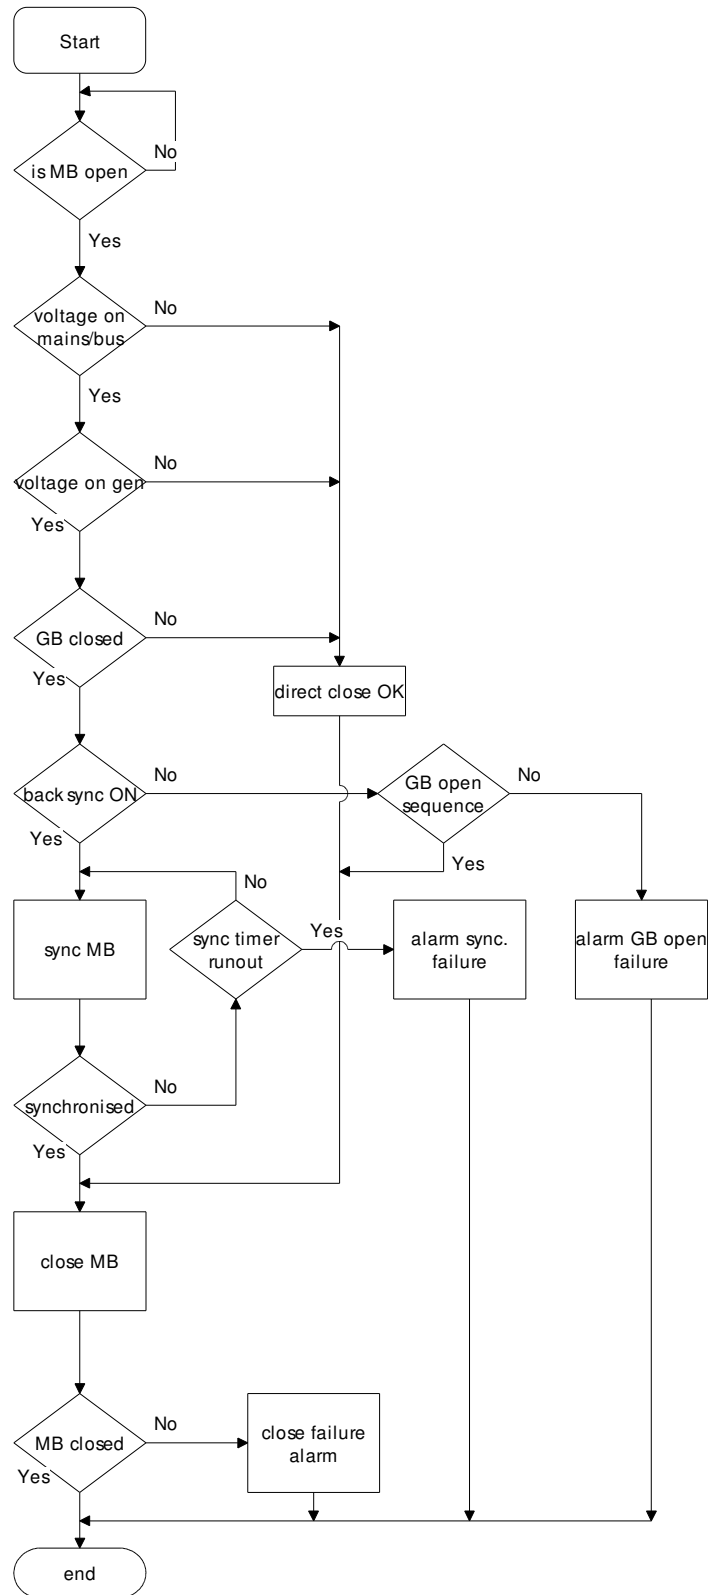 Start
No
is MB open
Yes
No
voltage on
mains/bus
Yes
No
voltage on gen
Yes
No
GB closed
Yes
direct close OK
No
back sync ON
Yes
GB open
sequence
No
Yes
No
sync MB
sync timer
runout
Yes
alarm sync.
failure
alarm GB open
failure
No
synchronised
Yes
close MB
No
MB closed
Yes
close failure
alarm
end